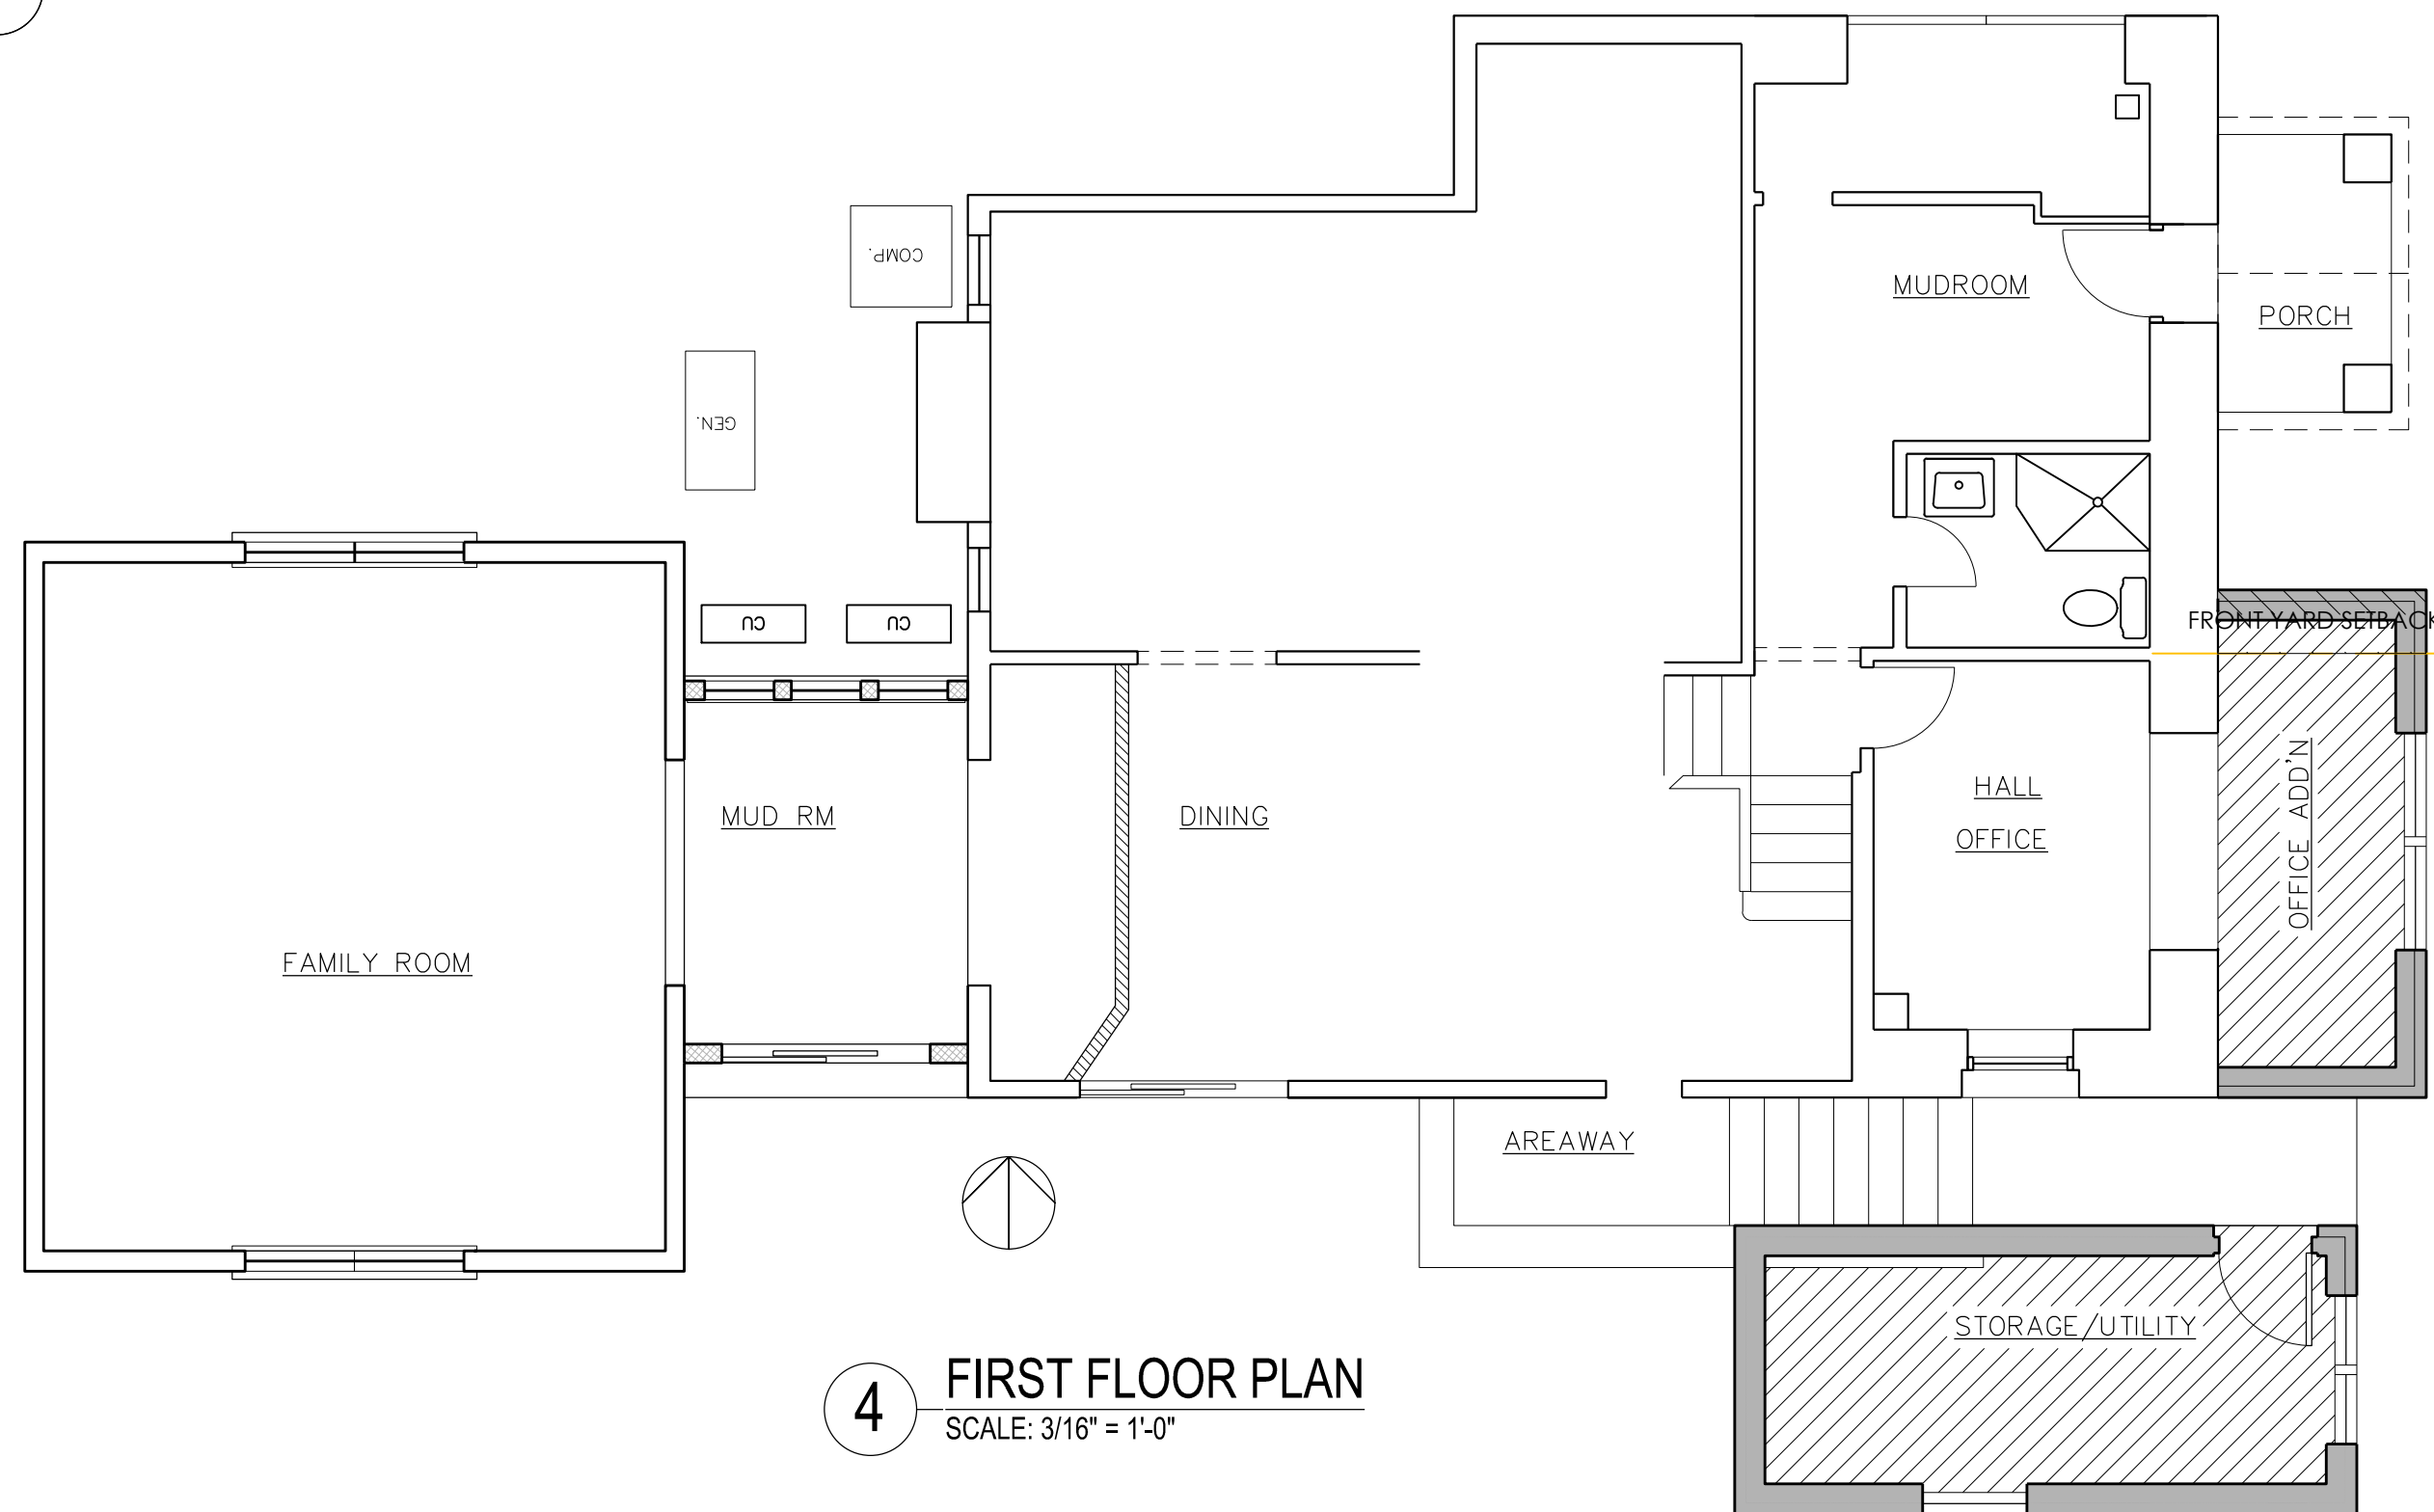 COMP.
MUDROOM
PORCH
GEN.
CU
CU
FRONT YARD SETBACK
MUD RM
DINING
HALL
OFFICE
OFFICE ADD'N
FAMILY ROOM
AREAWAY
STORAGE/UTILITY
4
FIRST FLOOR PLAN
SCALE: 3/16" = 1'-0"